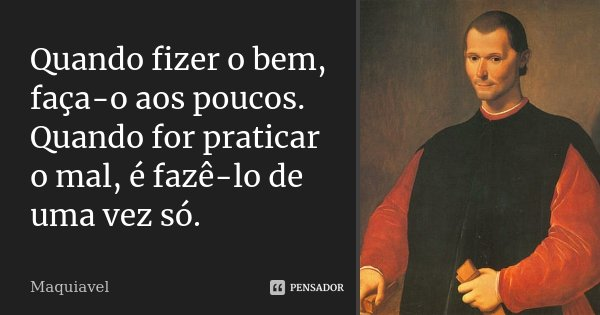 Quando fizer o bem,
faça-o aos poucos.
Quando for praticar
o mal, é fazê-lo de
uma vez só.
Maquiavel
PENSADOR